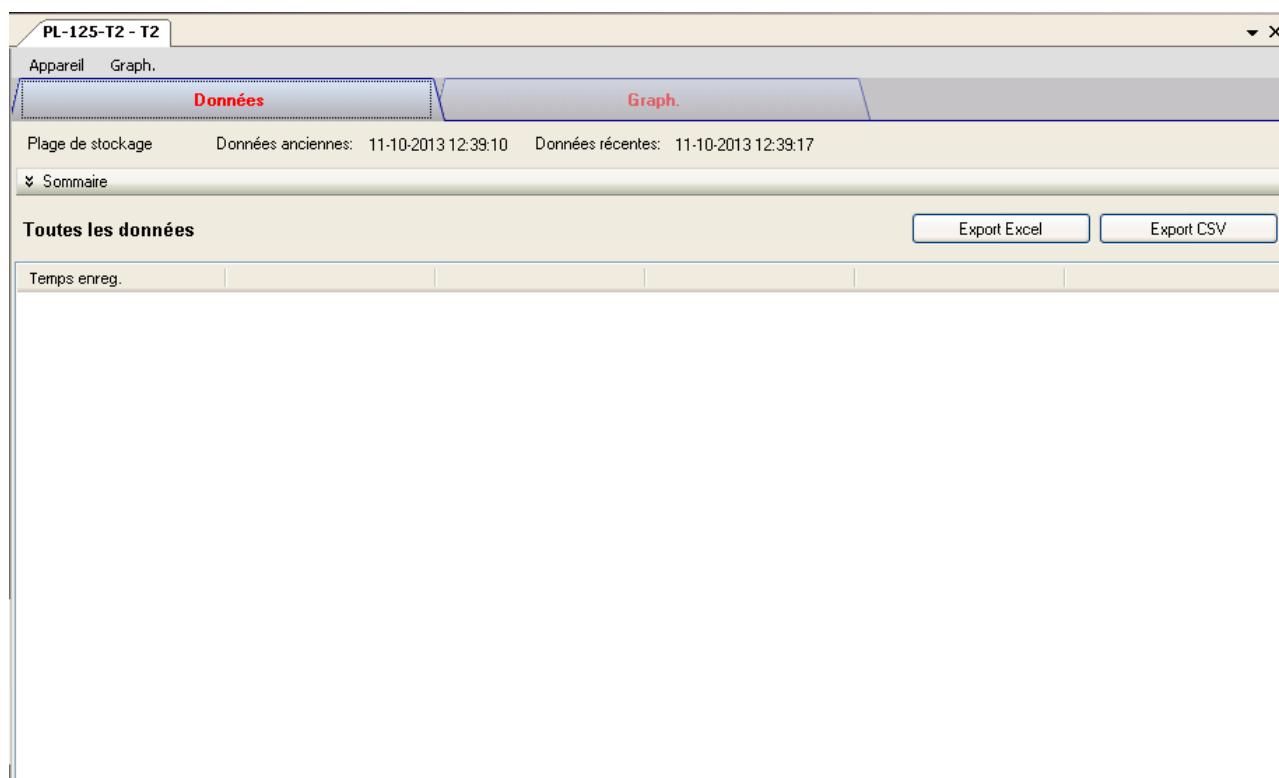 PL-125-T2 - T2
Appareil Graph.
Données Graph.
Plage de stockage Données anciennes: 11-10-2013 12:39:10 Données récentes: 11-10-2013 12:39:17
Sommaire
Toutes les données Export Excel Export CSV
Temps enreg.